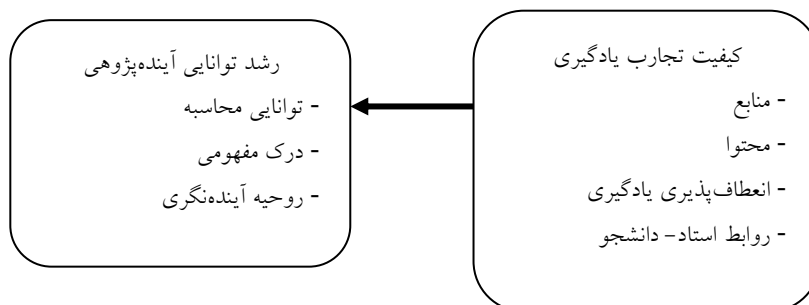 کیفیت تجارب یادگیری
- منابع
- محتوا
- انعطاف‌پذیری یادگیری
- روابط استاد- دانشجو
رشد توانایی آینده‌پژوهی
- توانایی محاسبه
- درک مفهومی
- روحیه آینده‌نگری